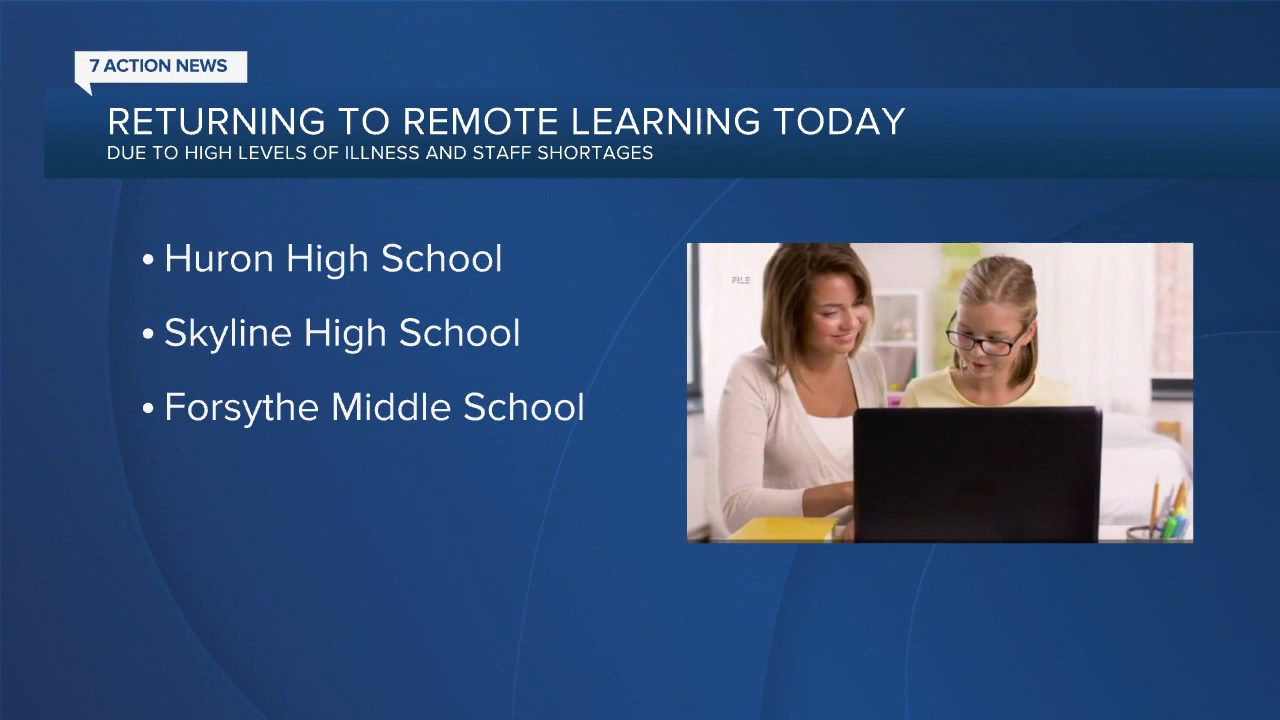 7 ACTION NEWS
RETURNING TO REMOTE LEARNING TODAY
DUE TO HIGH LEVELS OF ILLNESS AND STAFF SHORTAGES
• Huron High School
FILE
• Skyline High School
• Forsythe Middle School